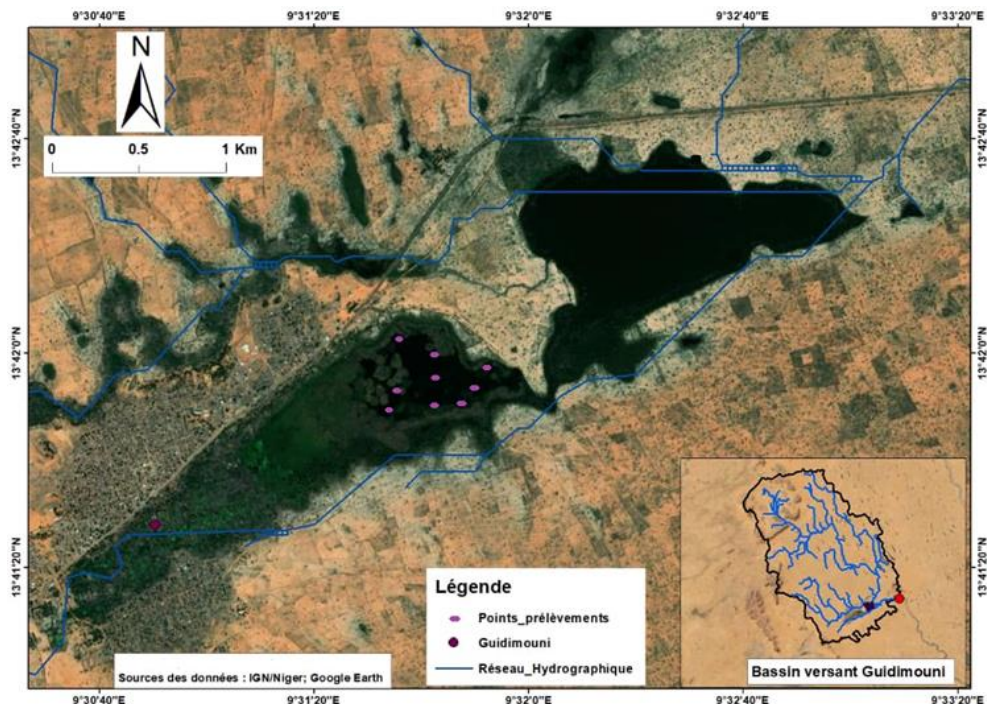 9°30'40"E 9°31'20"E 9°32'0"E 9°32'40"E 9°33'20"E
N
0 0.5 1 Km
13°42'40"N 13°42'40"N
13°42'0"N 13°42'0"N
13°41'20"N 13°41'20"N
Légende
Points_prélèvements
Guidimouni
Réseau_Hydrographique
Sources des données : IGN/Niger; Google Earth
Bassin versant Guidimouni
9°30'40"E 9°31'20"E 9°32'0"E 9°32'40"E 9°33'20"E